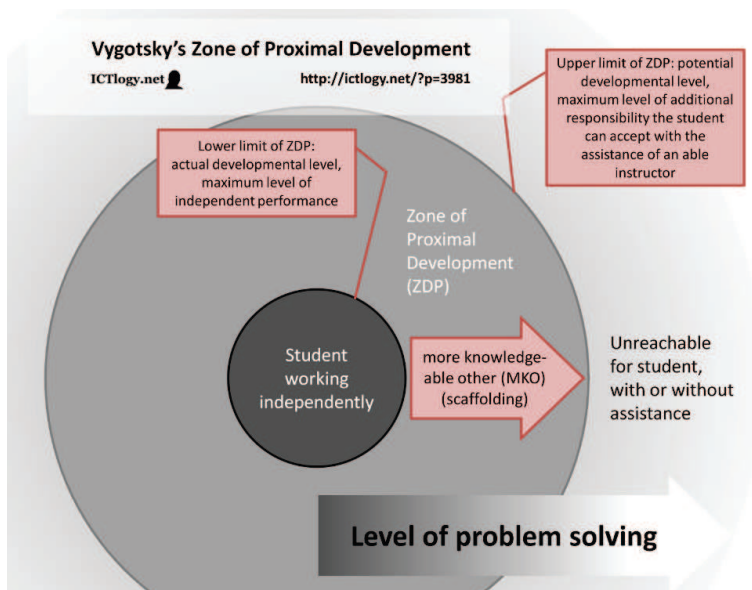 Vygotsky's Zone of Proximal Development
ICTlogy.net http://ictlogy.net/?p=3981
Upper limit of ZDP: potential
developmental level,
maximum level of additional
responsibility the student
can accept with the
assistance of an able
instructor
Lower limit of ZDP:
actual developmental level,
maximum level of
independent performance
Zone of
Proximal
Development
(ZDP)
Student
working
independently
more knowledge-
able other (MKO)
(scaffolding)
Unreachable
for student,
with or without
assistance
Level of problem solving